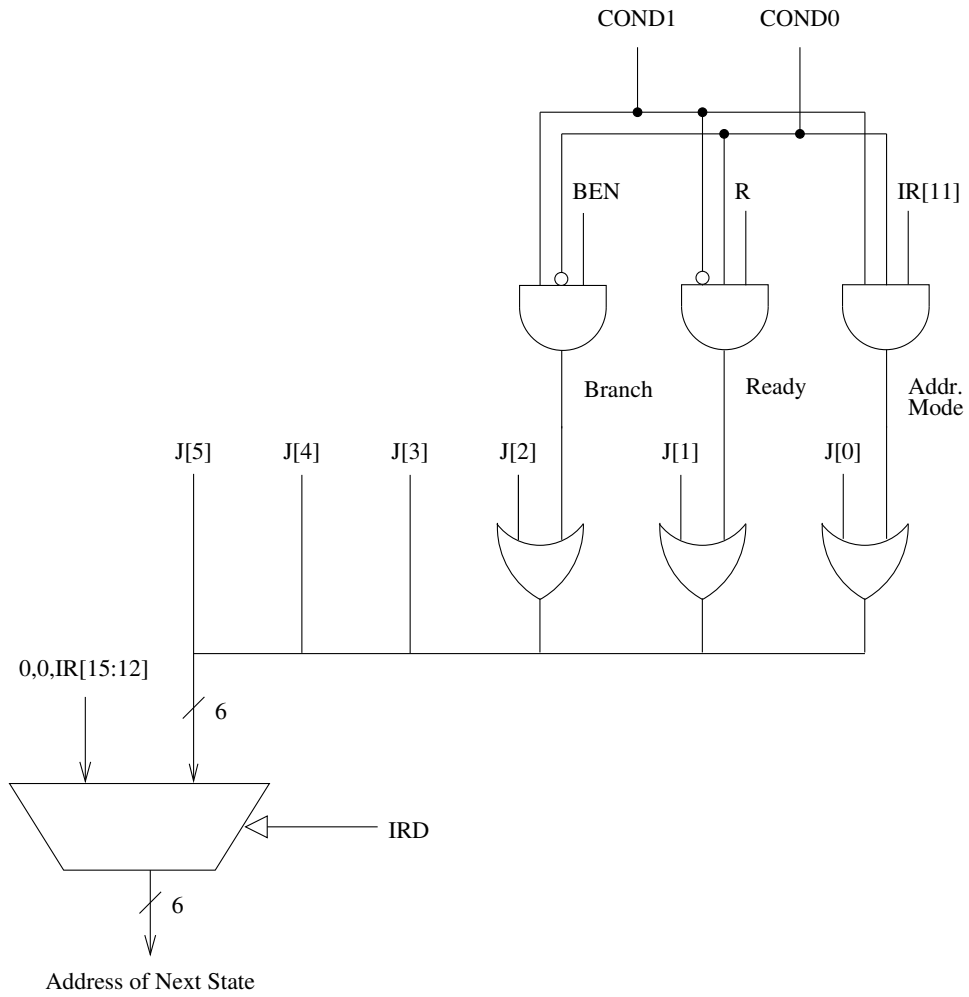 COND1
COND0
BEN
R
IR[11]
Branch
Ready
Addr.
Mode
J[5]
J[4]
J[3]
J[2]
J[1]
J[0]
0,0,IR[15:12]
6
IRD
6
Address of Next State